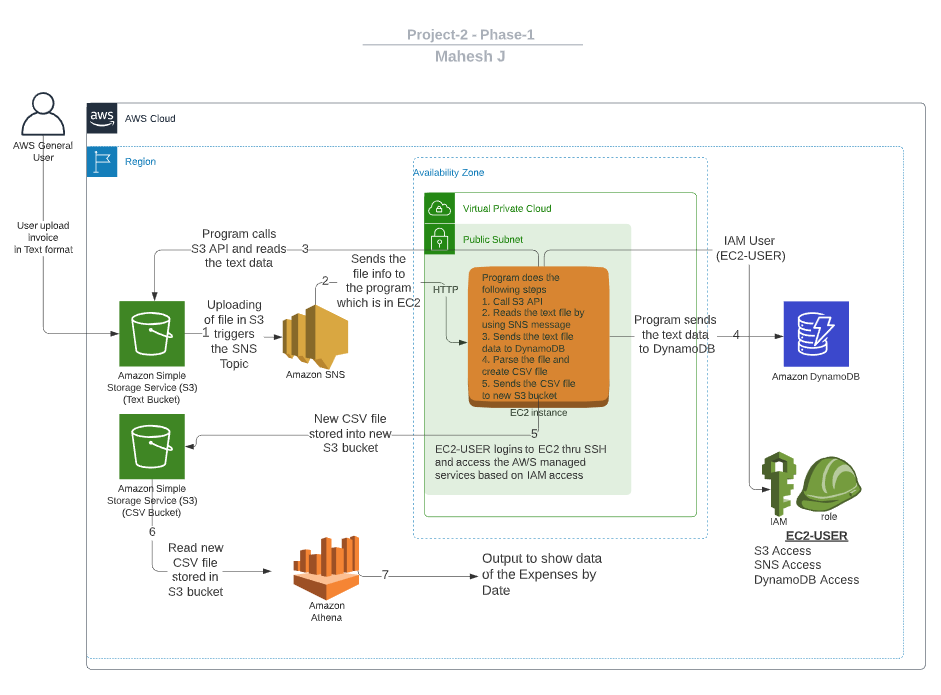 Project-2 - Phase-1
Mahesh J
aws
AWS Cloud
AWS General
User
Region
Availability Zone
Virtual Private Cloud
Public Subnet
User upload
invoice
in Text format
Program calls
S3 API and reads
the text data
3
Sends the
file info to
the program
which is in EC2
2
HTTP
IAM User
(EC2-USER)
Program does the
following steps
1. Call S3 API
2. Reads the text file by
using SNS message
3. Sends the text file
data to DynamoDB
4. Parse the file and
create CSV file
5. Sends the CSV file
to new S3 bucket
EC2 instance
Uploading
of file in S3
triggers
the SNS
Topic
1
Program sends
the text data
to DynamoDB
4
Amazon Simple
Storage Service (S3)
(Text Bucket)
Amazon SNS
Amazon DynamoDB
New CSV file
stored into new
S3 bucket
5
EC2-USER logins to EC2 thru SSH
and access the AWS managed
services based on IAM access
Amazon Simple
Storage Service (S3)
(CSV Bucket)
6
IAM
role
EC2-USER
S3 Access
SNS Access
DynamoDB Access
Read new
CSV file
stored in
S3 bucket
7
Output to show data
of the Expenses by
Date
Amazon
Athena